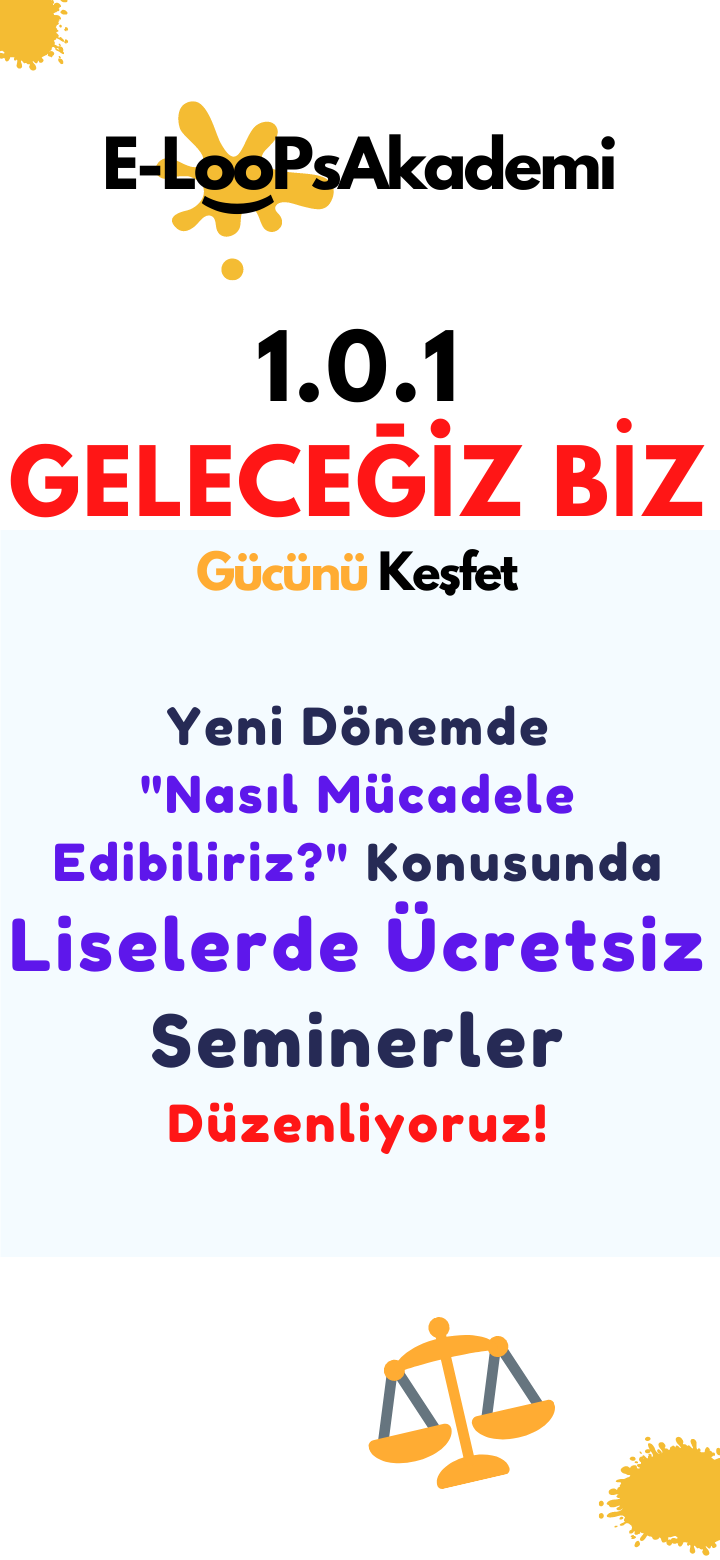 E-LooPsAkademi
1.0.1
GELECEĞİZ BİZ
Gücünü Keşfet
Yeni Dönemde
"Nasıl Mücadele
Edibiliriz?" Konusunda
Liselerde Ücretsiz
Seminerler
Düzenliyoruz!